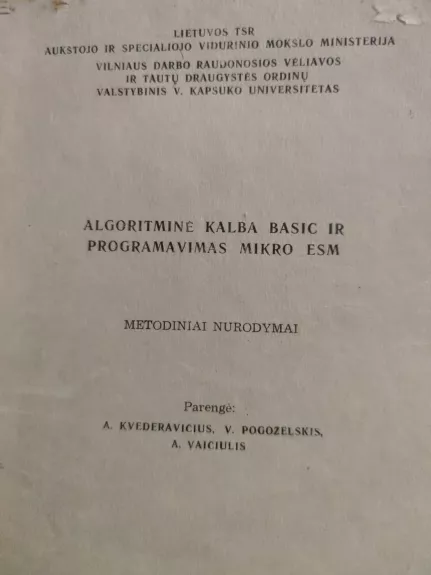 LIETUVOS TSR
AUKŠTOJO IR SPECIALIOJO VIDURINIO MOKSLO MINISTERIJA
VILNIAUS DARBO RAUDONOSIOS VĖLIAVOS
IR TAUTŲ DRAUGYSTĖS ORDINŲ
VALSTYBINIS V. KAPSUKO UNIVERSITETAS
ALGORITMINĖ KALBA BASIC IR
PROGRAMAVIMAS MIKRO ESM
METODINIAI NURODYMAI
Parengė:
A. KVEDERAVIČIUS, V. POGOŽELSKIS,
A. VAIČIULIS